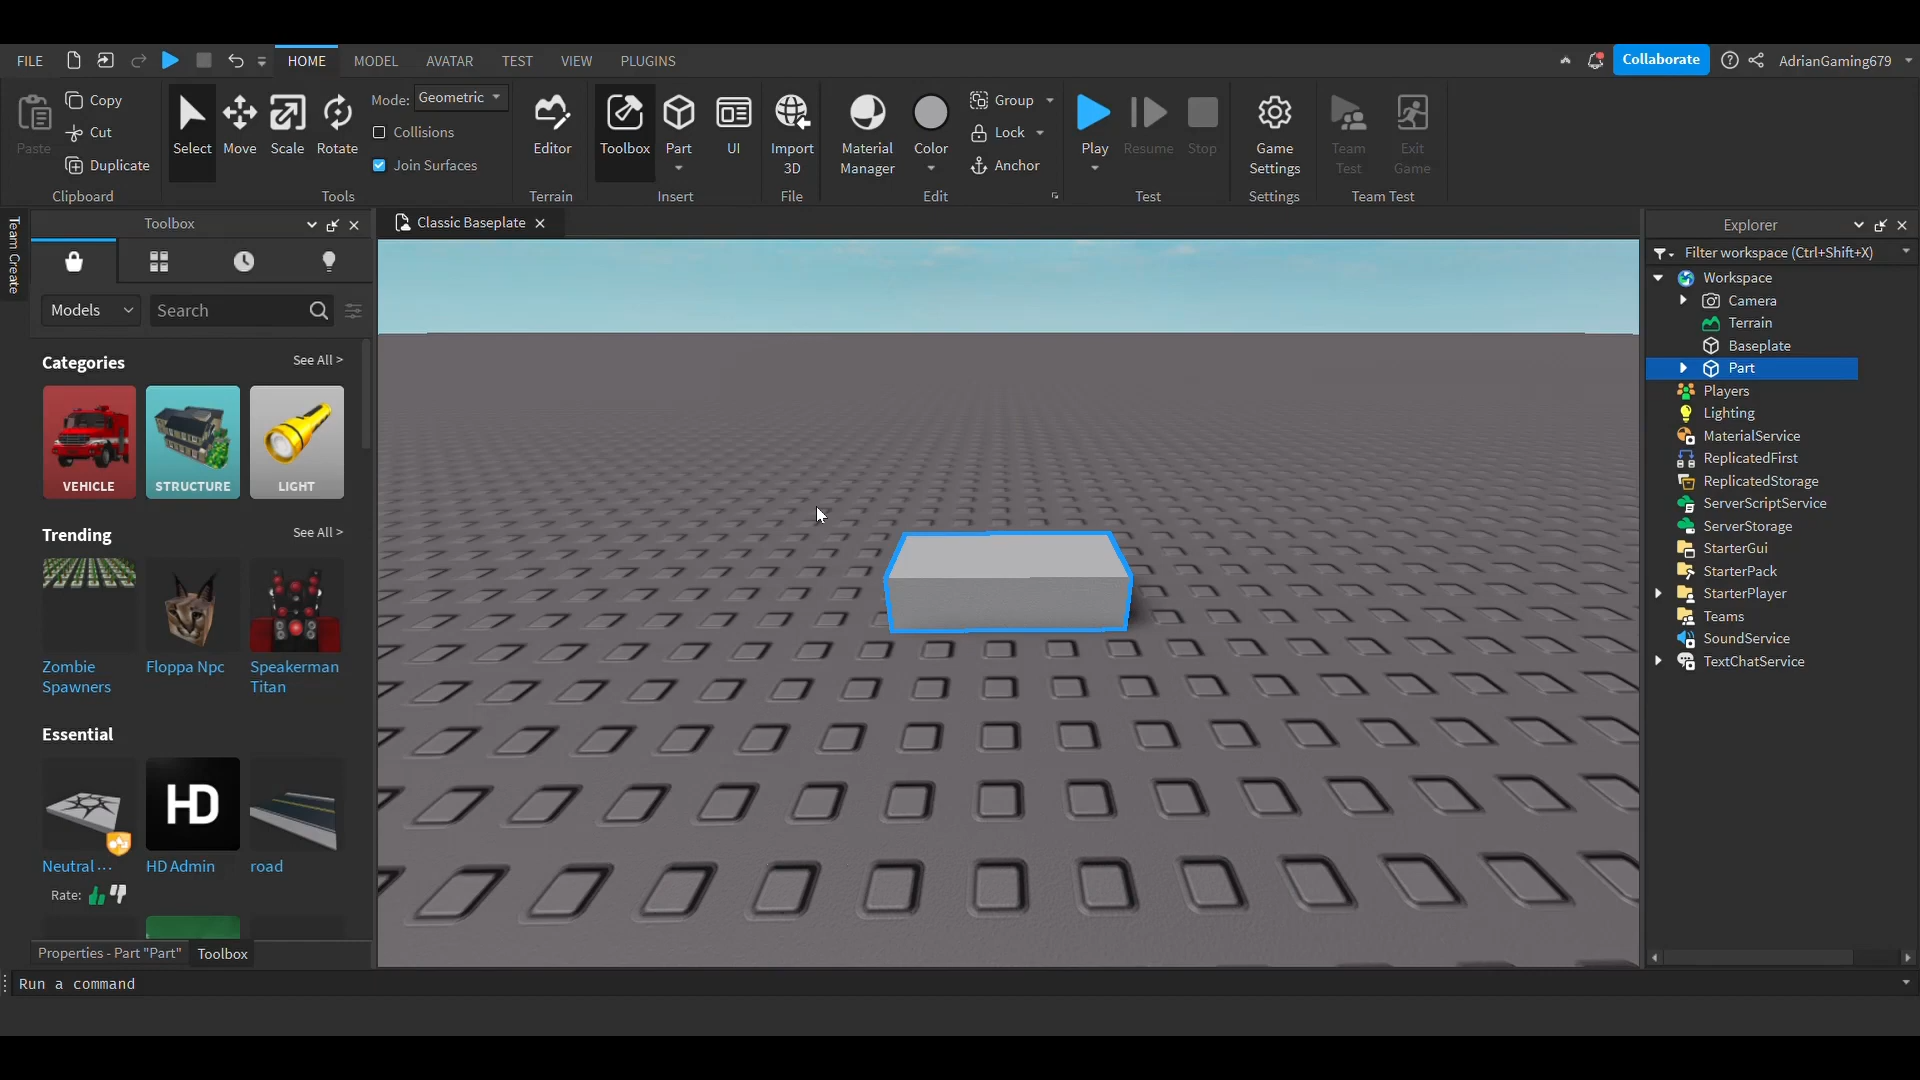 FILE
HOME
MODEL
AVATAR
TEST
VIEW
PLUGINS
Collaborate
AdrianGaming679
Paste
Copy
Cut
Duplicate
Clipboard
Select
Move
Scale
Rotate
Mode: Geometric
Collisions
Join Surfaces
Tools
Editor
Terrain
Toolbox
Part
UI
Insert
Import
3D
File
Material
Manager
Color
Group
Lock
Anchor
Edit
Play
Resume
Stop
Test
Game
Settings
Settings
Team
Test
Exit
Game
Team Test
Team Create
Toolbox
Models
Search
Categories
See All >
VEHICLE
STRUCTURE
LIGHT
Trending
See All >
Zombie
Spawners
Floppa Npc
Speakerman
Titan
Essential
HD
Neutral ...
HD Admin
road
Rate:
Properties - Part "Part"
Toolbox
Run a command
Classic Baseplate
Explorer
Filter workspace (Ctrl+Shift+X)
Workspace
Camera
Terrain
Baseplate
Part
Players
Lighting
MaterialService
ReplicatedFirst
ReplicatedStorage
ServerScriptService
ServerStorage
StarterGui
StarterPack
StarterPlayer
Teams
SoundService
TextChatService